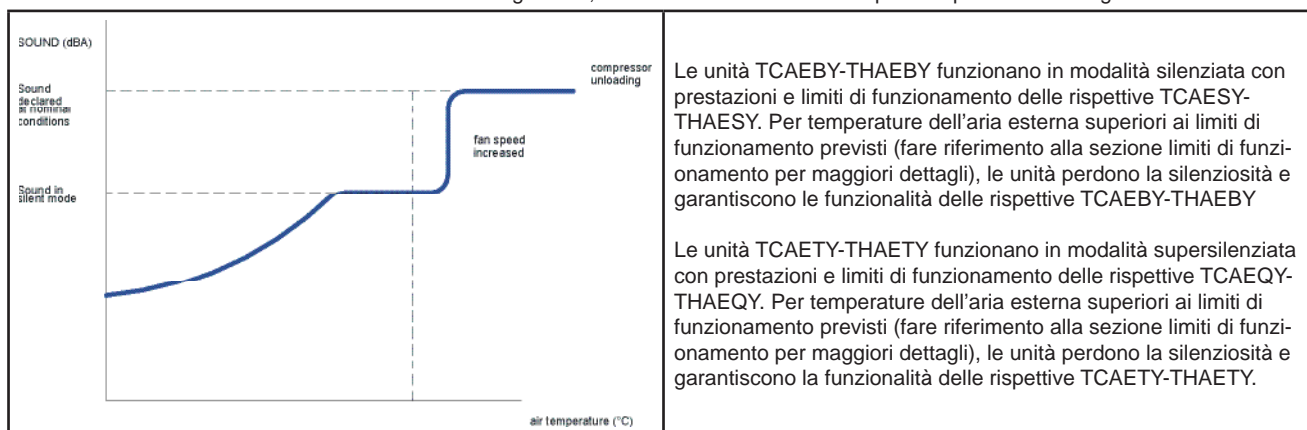 SOUND (dBA)
compressor
unloading
Sound
declared
at nominal
conditions
fan speed
increased
Sound in
silent mode
air temperature (°C)
Le unità TCAEBY-THAEBY funzionano in modalità silenziata con
prestazioni e limiti di funzionamento delle rispettive TCAESY-
THAESY. Per temperature dell'aria esterna superiori ai limiti di
funzionamento previsti (fare riferimento alla sezione limiti di funzi-
onamento per maggiori dettagli), le unità perdono la silenziosità e
garantiscono le funzionalità delle rispettive TCAEBY-THAEBY
Le unità TCAETY-THAETY funzionano in modalità supersilenziata
con prestazioni e limiti di funzionamento delle rispettive TCAEQY-
THAEQY. Per temperature dell'aria esterna superiori ai limiti di
funzionamento previsti (fare riferimento alla sezione limiti di funzi-
onamento per maggiori dettagli), le unità perdono la silenziosità e
garantiscono la funzionalità delle rispettive TCAETY-THAETY.